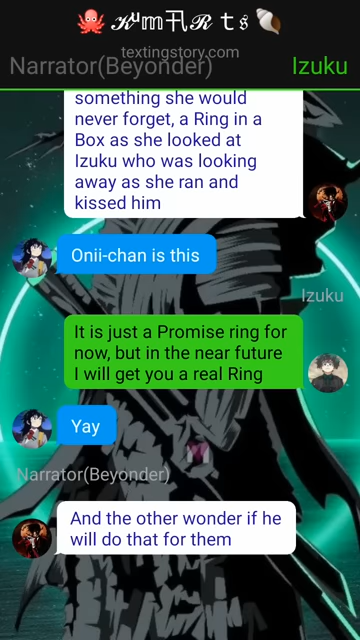 textingstory.com
Narrator(Beyonder)
Izuku
something she would
never forget, a Ring in a
Box as she looked at
Izuku who was looking
away as she ran and
kissed him
Onii-chan is this
Izuku
It is just a Promise ring for
now, but in the near future
I will get you a real Ring
Yay
Narrator(Beyonder)
And the other wonder if he
will do that for them